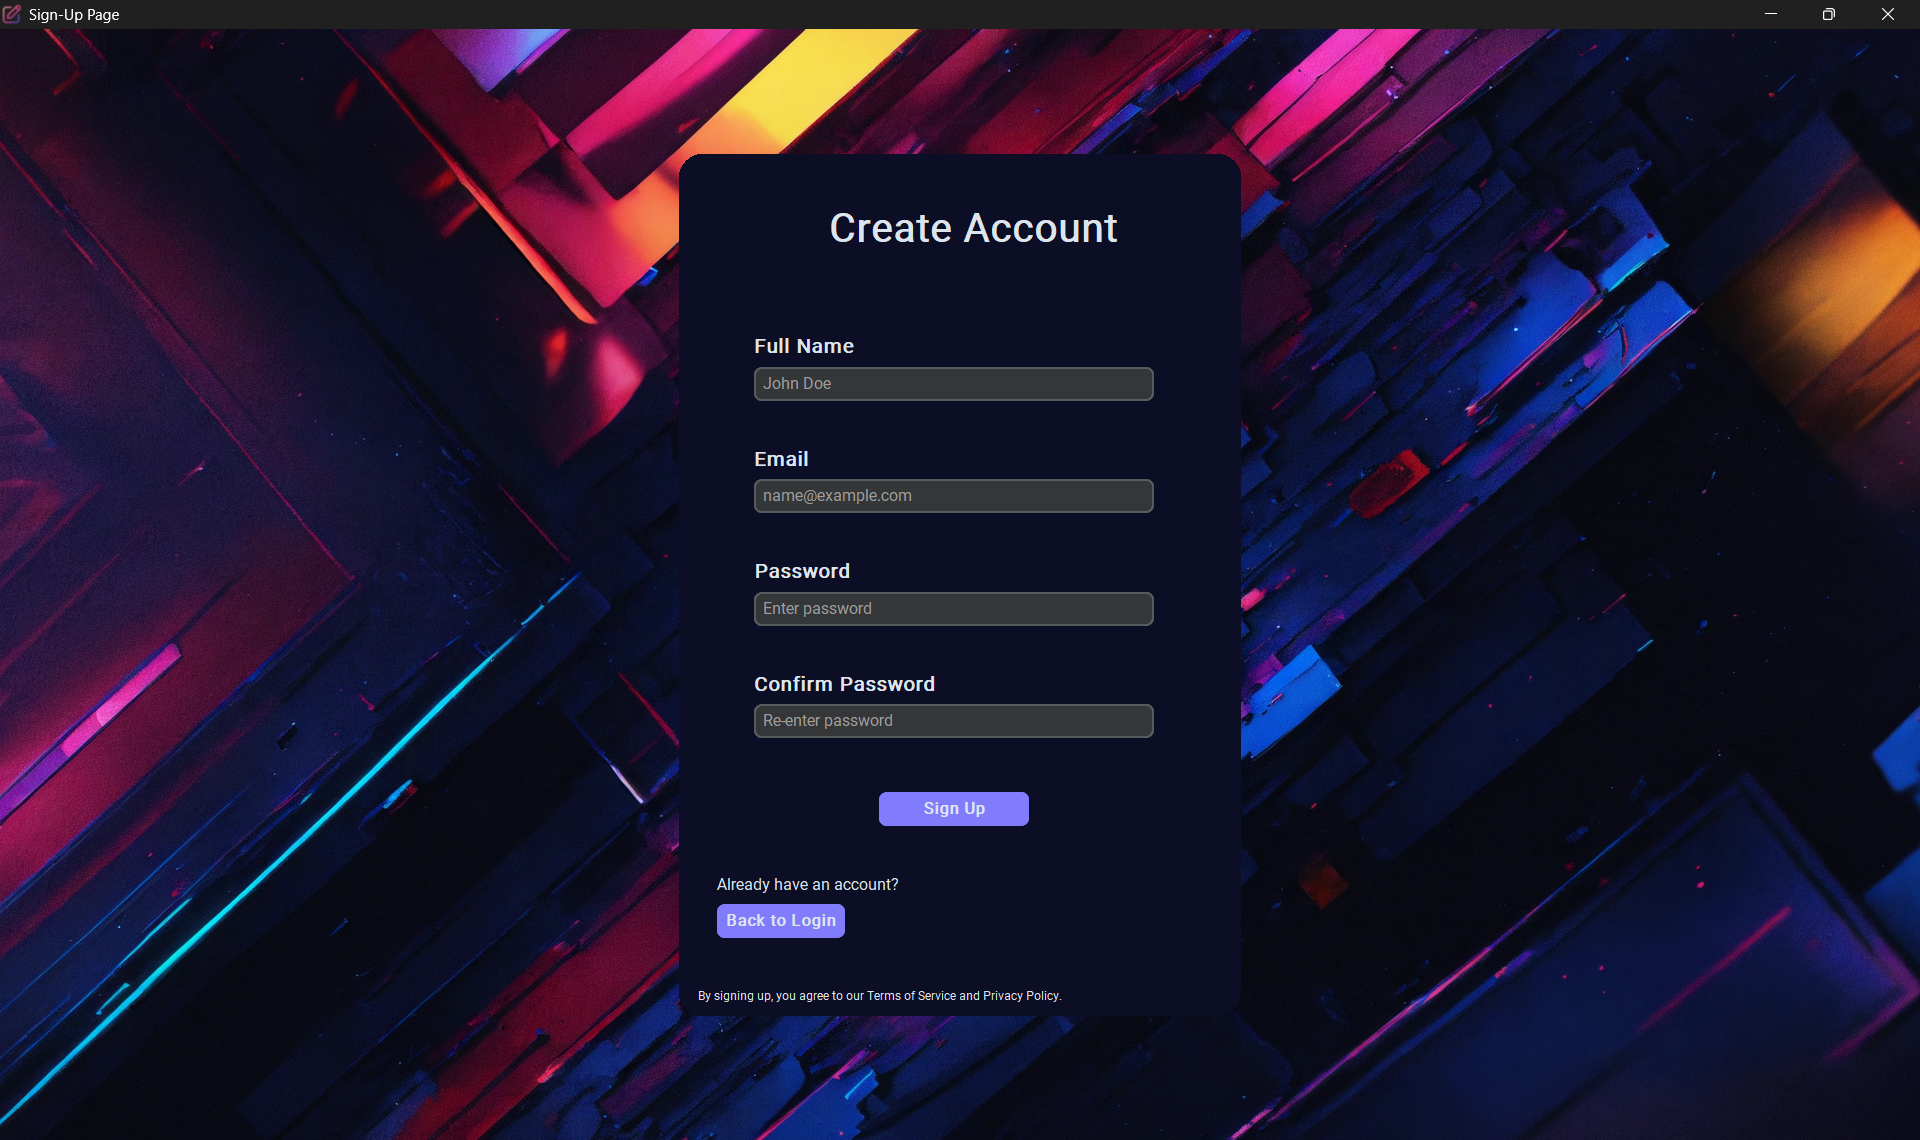 Sign-Up Page
Create Account
Full Name
John Doe
Email
name@example.com
Password
Enter password
Confirm Password
Re-enter password
Sign Up
Already have an account?
Back to Login
By signing up, you agree to our Terms of Service and Privacy Policy.